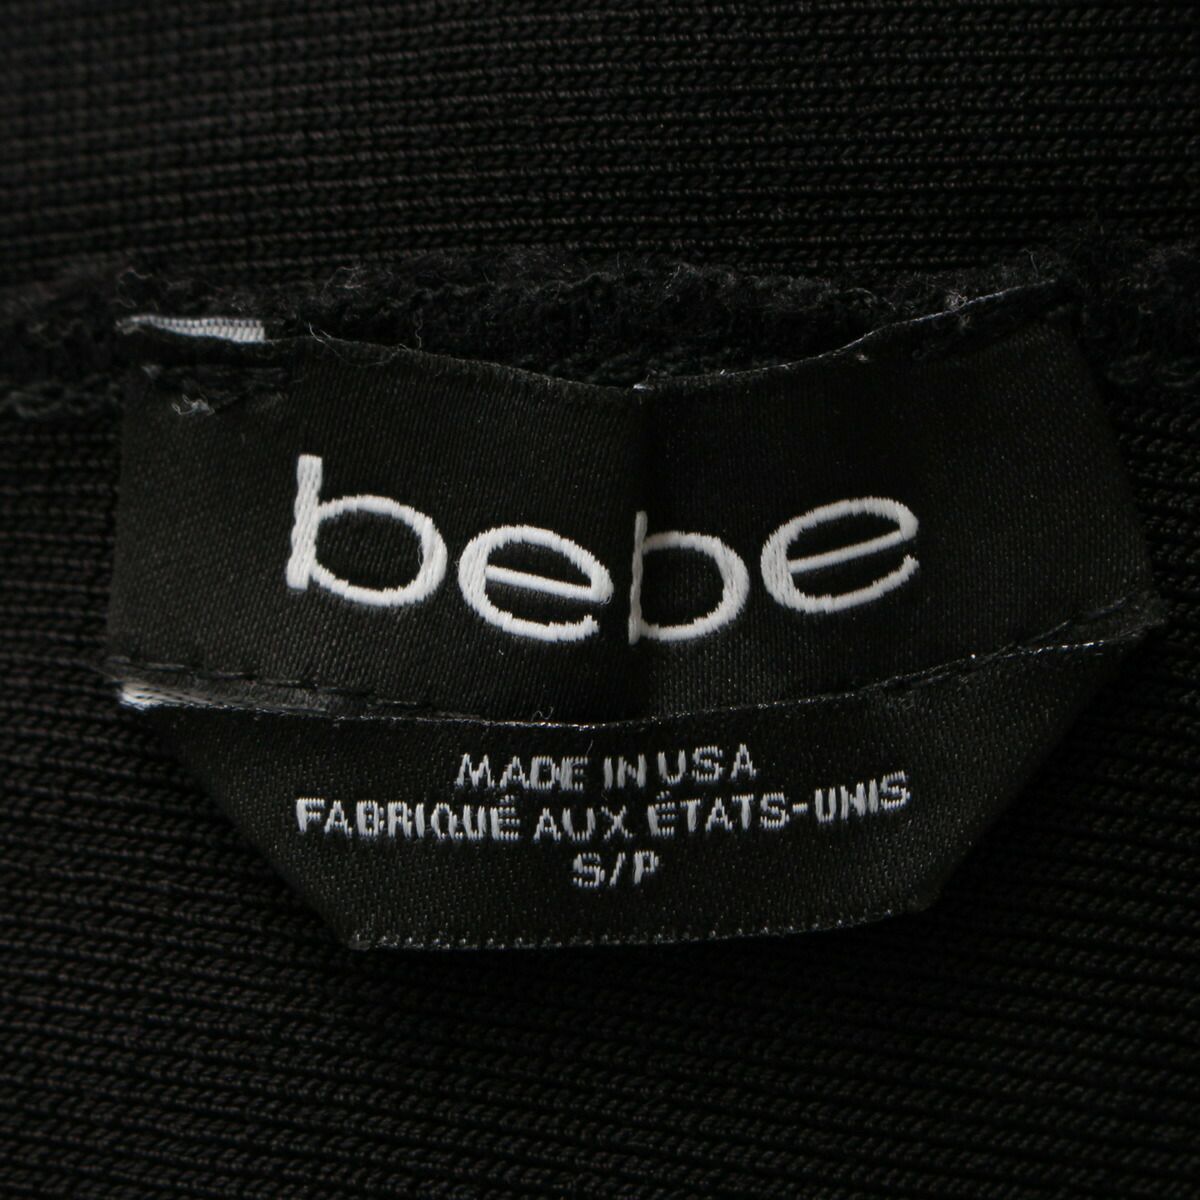 bebe
MADE IN USA
FABRIQUÉ AUX ÉTATS-UNIS
S/P